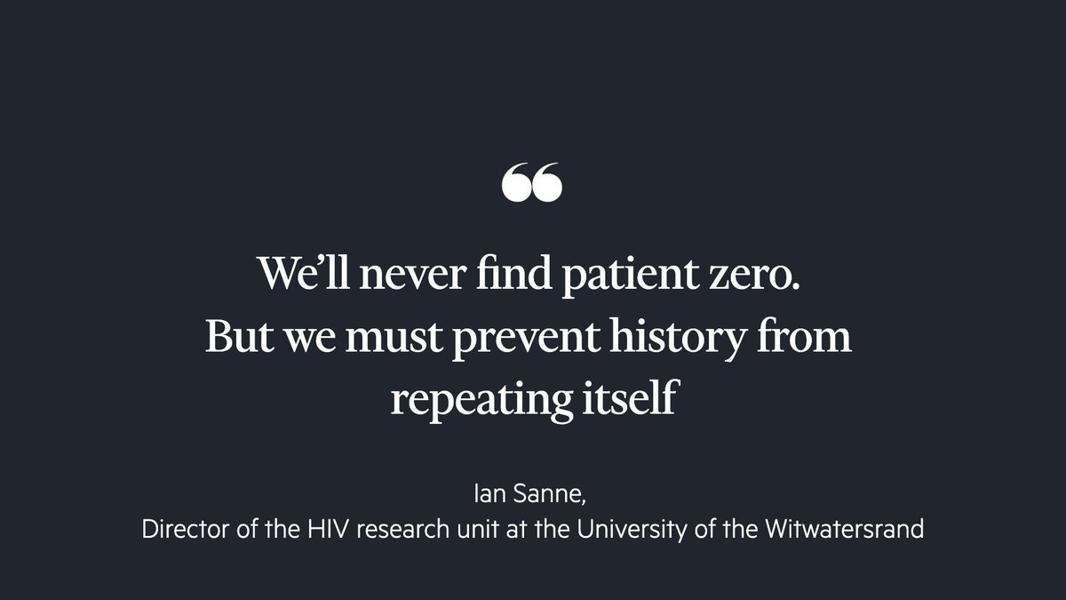 “
We’ll never find patient zero.
But we must prevent history from
repeating itself
Ian Sanne,
Director of the HIV research unit at the University of the Witwatersrand